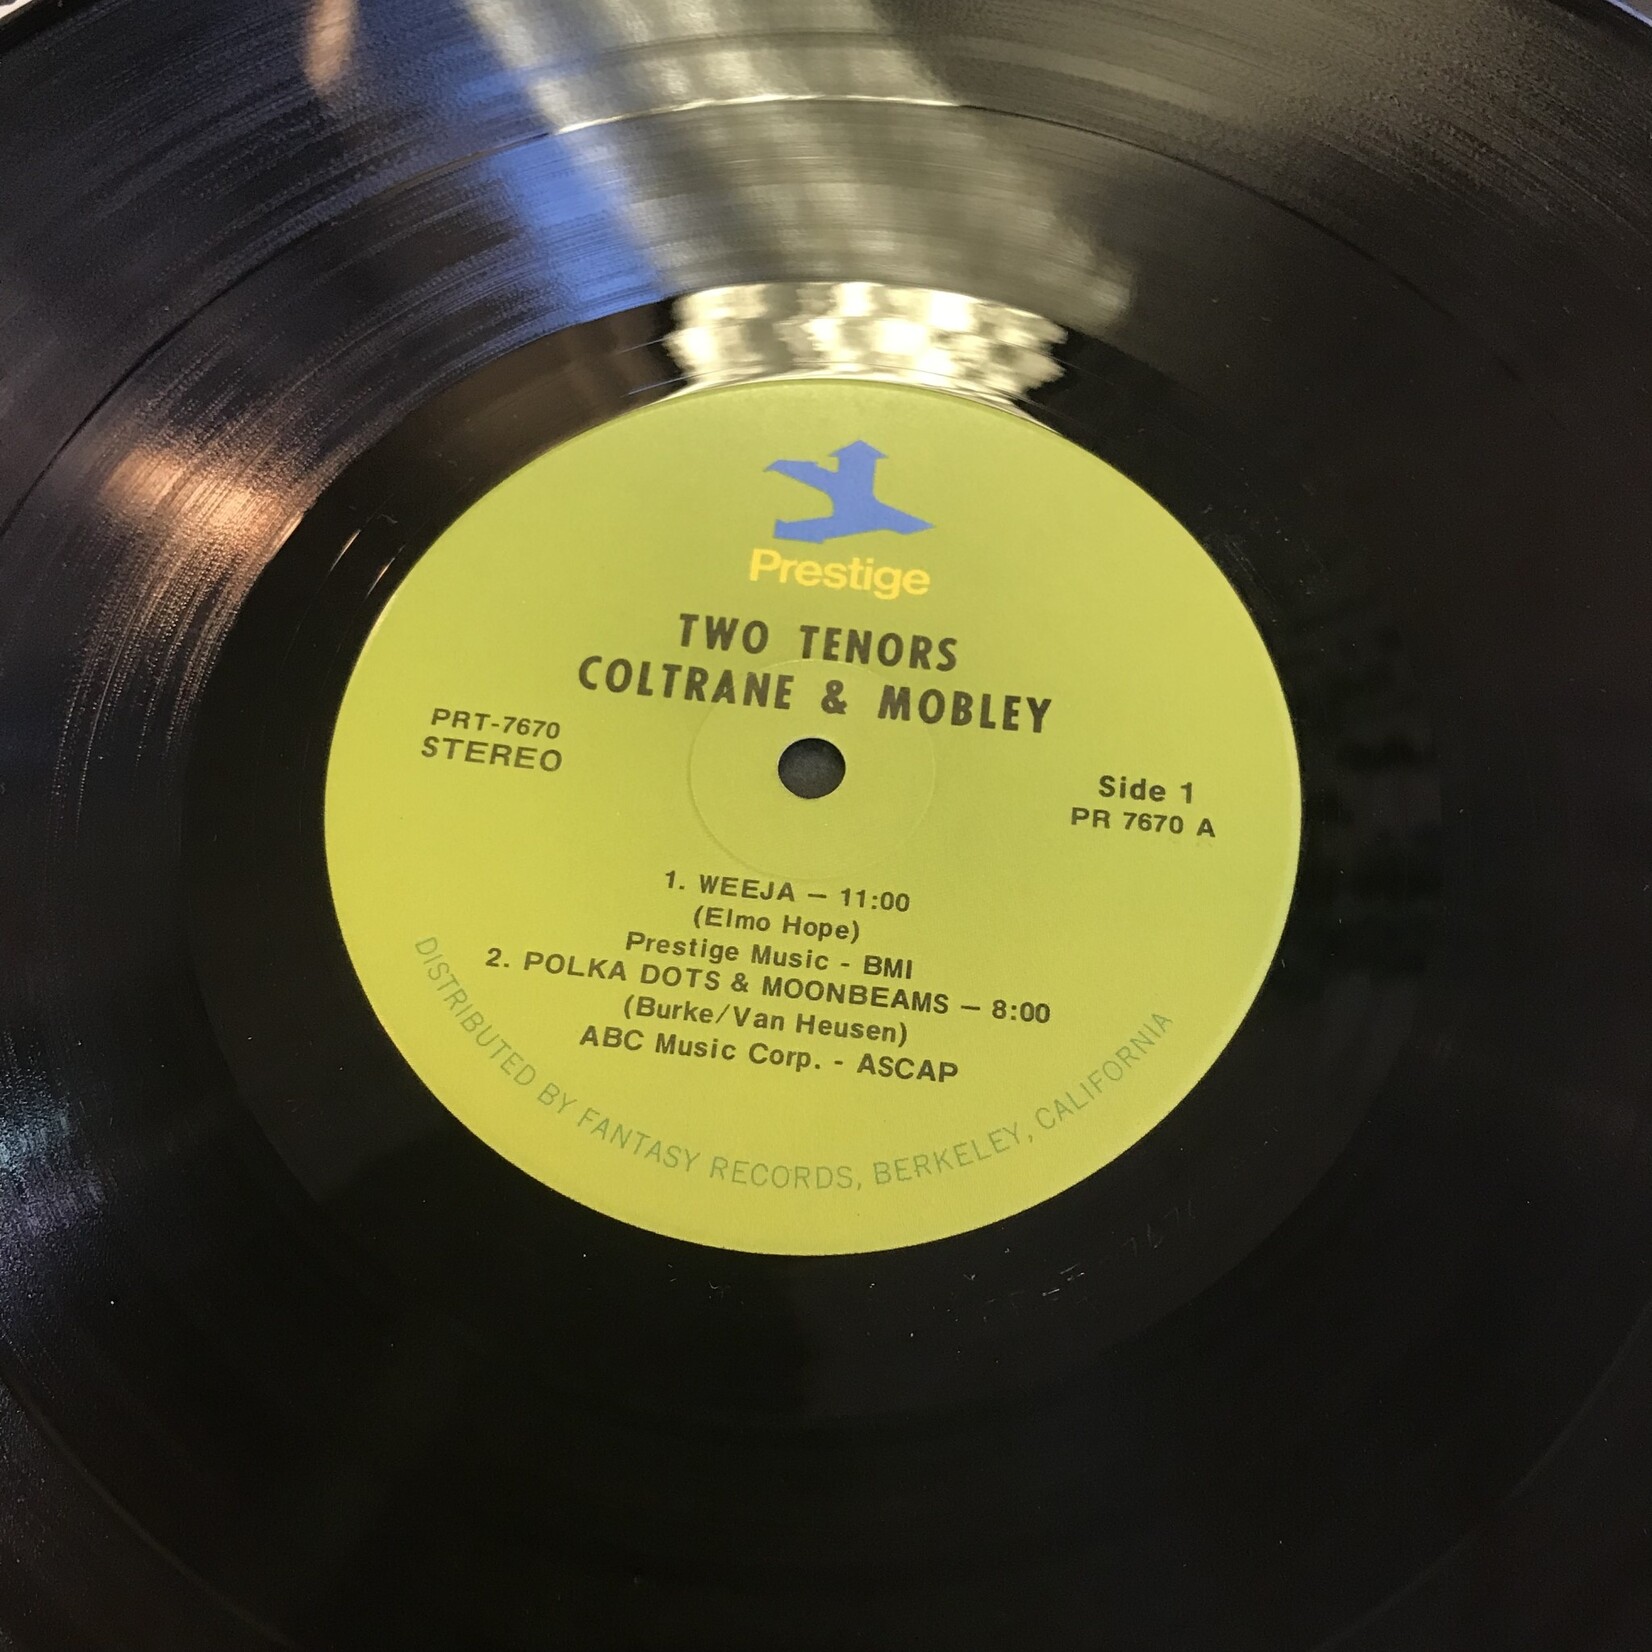 Prestige
TWO TENORS
COLTRANE & MOBLEY
PRT-7670
STEREO
Side 1
PR 7670 A
1. WEEJA – 11:00
(Elmo Hope)
Prestige Music - BMI
2. POLKA DOTS & MOONBEAMS – 8:00
(Burke/Van Heusen)
ABC Music Corp. - ASCAP
DISTRIBUTED BY FANTASY RECORDS, BERKELEY, CALIFORNIA